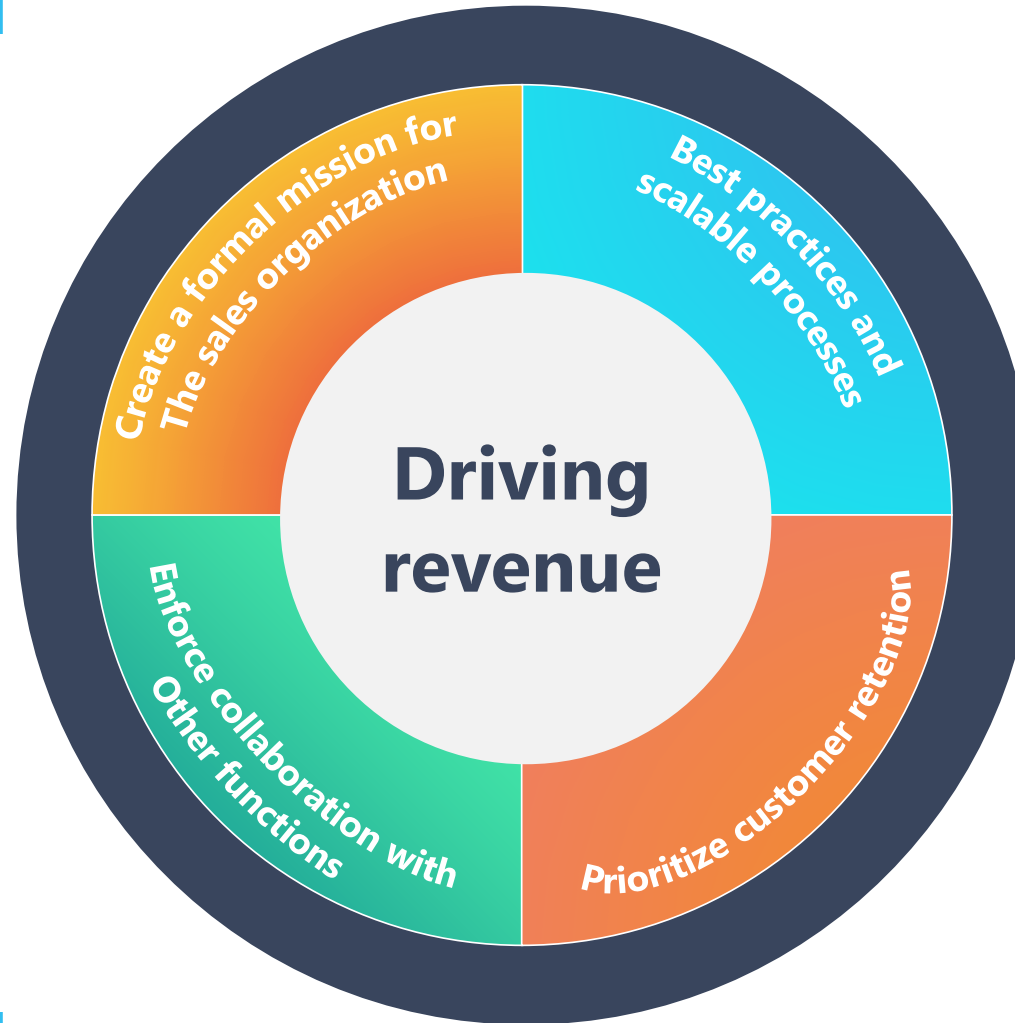 Create a formal mission for
The sales organization
Best practices and
scalable processes
Driving
revenue
Enforce collaboration with
Other functions
Prioritize customer retention